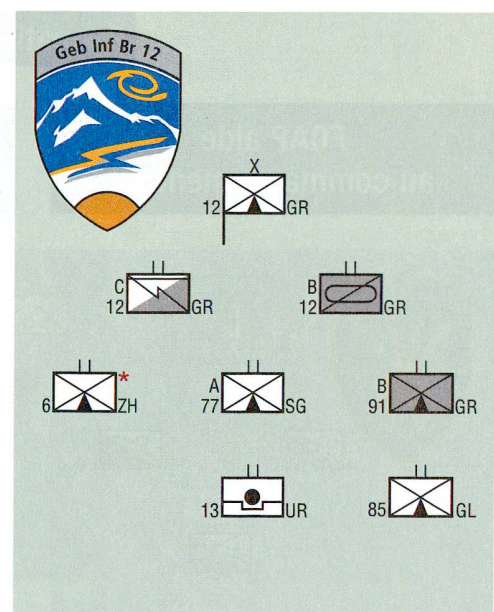 Geb Inf Br 12
X
12 GR
C
12 GR
B
12 GR
6 * ZH
A
77 SG
B
91 GR
13 UR
85 GL